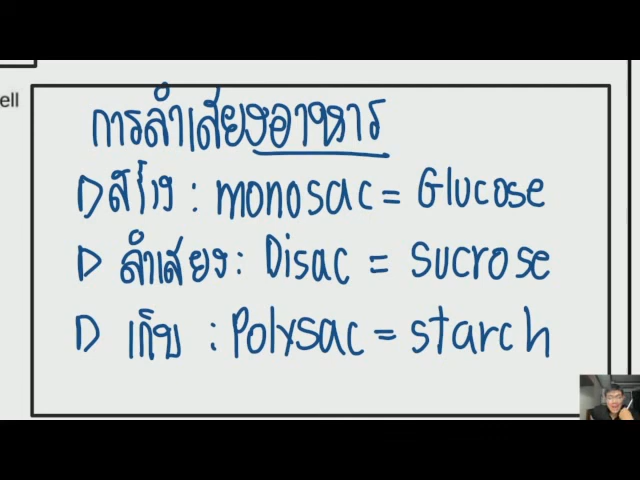 ell
การลำเลียงอาหาร
▷ สร้าง : monosac = Glucose
▷ ลำเลียง : Disac = sucrose
▷ เก็บ : Polysac = starch